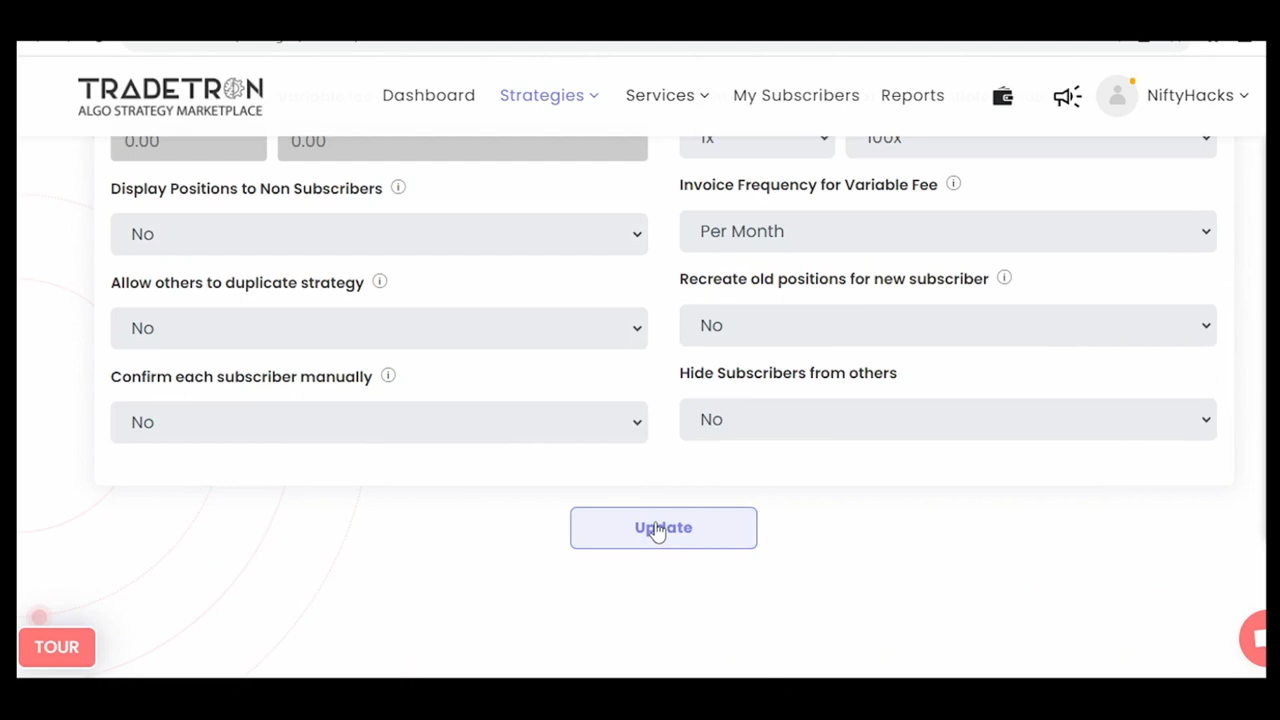 TRADETRON
ALGO STRATEGY MARKETPLACE
Dashboard
Strategies
Services
My Subscribers
Reports
NiftyHacks
0.00
0.00
1x
100x
Display Positions to Non Subscribers
Invoice Frequency for Variable Fee
No
Per Month
Allow others to duplicate strategy
Recreate old positions for new subscriber
No
No
Confirm each subscriber manually
Hide Subscribers from others
No
No
Update
TOUR